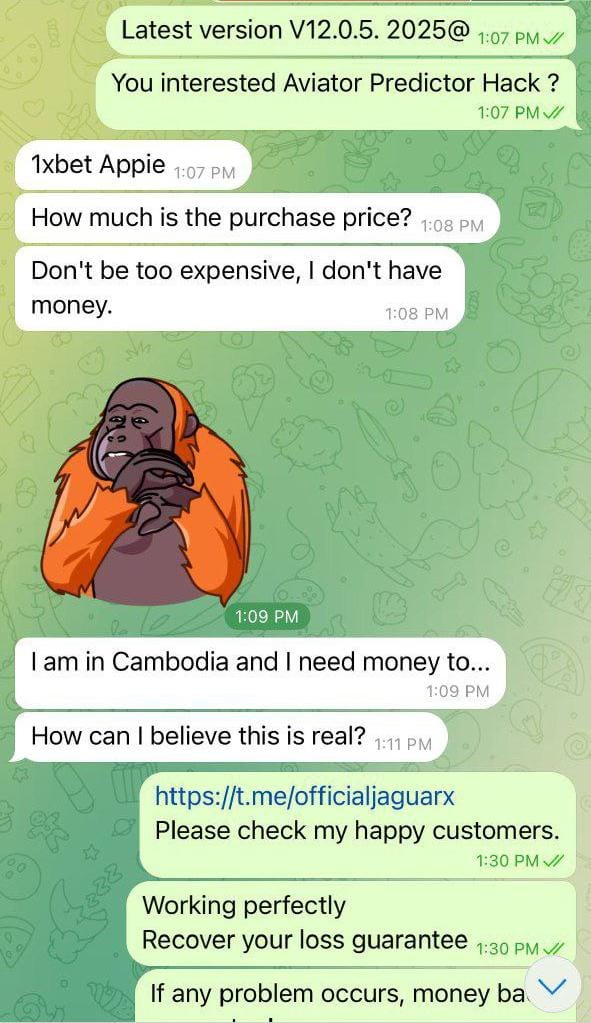 Latest version V12.0.5. 2025@ 1:07 PM
You interested Aviator Predictor Hack ?
1:07 PM
1xbet Appie 1:07 PM
How much is the purchase price? 1:08 PM
Don't be too expensive, I don't have
money. 1:08 PM
1:09 PM
I am in Cambodia and I need money to...
1:09 PM
How can I believe this is real? 1:11 PM
https://t.me/officialjaguarx
Please check my happy customers.
1:30 PM
Working perfectly
Recover your loss guarantee 1:30 PM
If any problem occurs, money